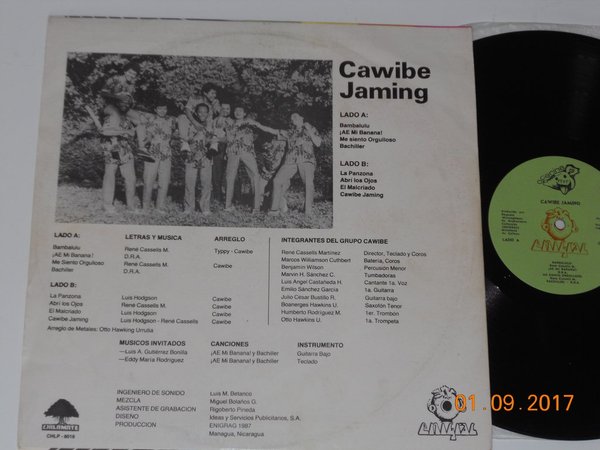 Cawibe
Jaming
LADO A:
Bambalulu
¡AE Mi Banana!
Me siento Orgulloso
Bachiller
LADO B:
La Panzona
Abrí los Ojos
El Malcriado
Cawibe Jaming
LADO A: LETRAS Y MUSICA ARREGLO
Bambalulu René Cassells M. Typpy - Cawibe
¡AE Mi Banana! D.R.A.
Me Siento Orgulloso René Cassells M. Cawibe
Bachiller D.R.A.
LADO B:
La Panzona Luis Hodgson Cawibe
Abrí los Ojos René Cassells M. Cawibe
El Malcriado Luis Hodgson Cawibe
Cawibe Jaming Luis Hodgson - René Cassells Cawibe
Arreglo de Metales: Otto Hawking Urrutia
INTEGRANTES DEL GRUPO CAWIBE
René Cassells Martínez Director, Teclado y Coros
Marcos Williamson Cuthbert Batería, Coros
Benjamin Wilson Percusión Menor
Marvin H. Sánchez C. Tumbadoras
Luis Angel Castañeda H. Cantante 1a. Voz
Emilio Sánchez García 1a. Guitarra
Julio César Bustillo R. Guitarra bajo
Boanerges Hawkins U. Saxofón Tenor
Humberto Rodríguez M. 1er. Trombón
Otto Hawkins U. 1a. Trompeta
MUSICOS INVITADOS CANCIONES INSTRUMENTO
—Luis A. Gutiérrez Bonilla ¡AE Mi Banana! y Bachiller Guitarra Bajo
—Eddy María Rodríguez ¡AE Mi Banana! y Bachiller Teclado
INGENIERO DE SONIDO Luis M. Belanco
MEZCLA Miguel Bolaños G.
ASISTENTE DE GRABACION Rigoberto Pineda
DISEÑO Ideas y Servicios Publicitarios, S.A.
PRODUCCION ENIGRAC 1987
Managua, Nicaragua
CHILAMATE
CHLP - 8018
CAWIBE JAMING
LADO A
01.09.2017